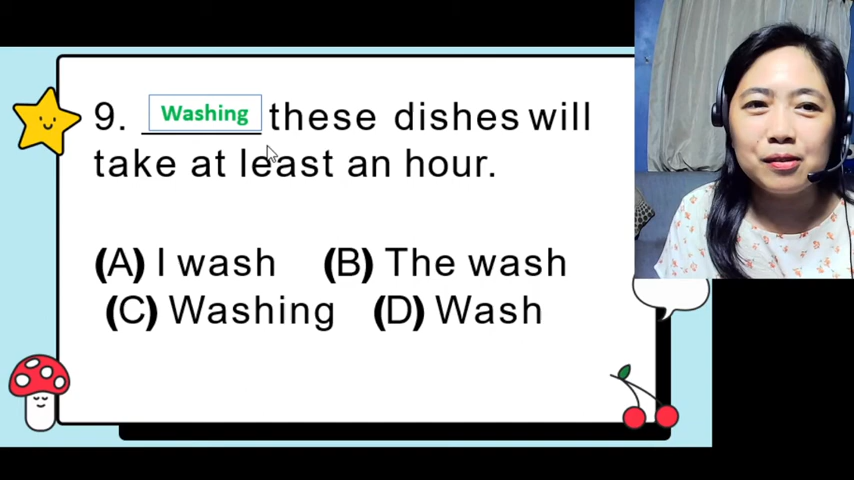 9. Washing these dishes will
take at least an hour.
(A) I wash (B) The wash
(C) Washing (D) Wash